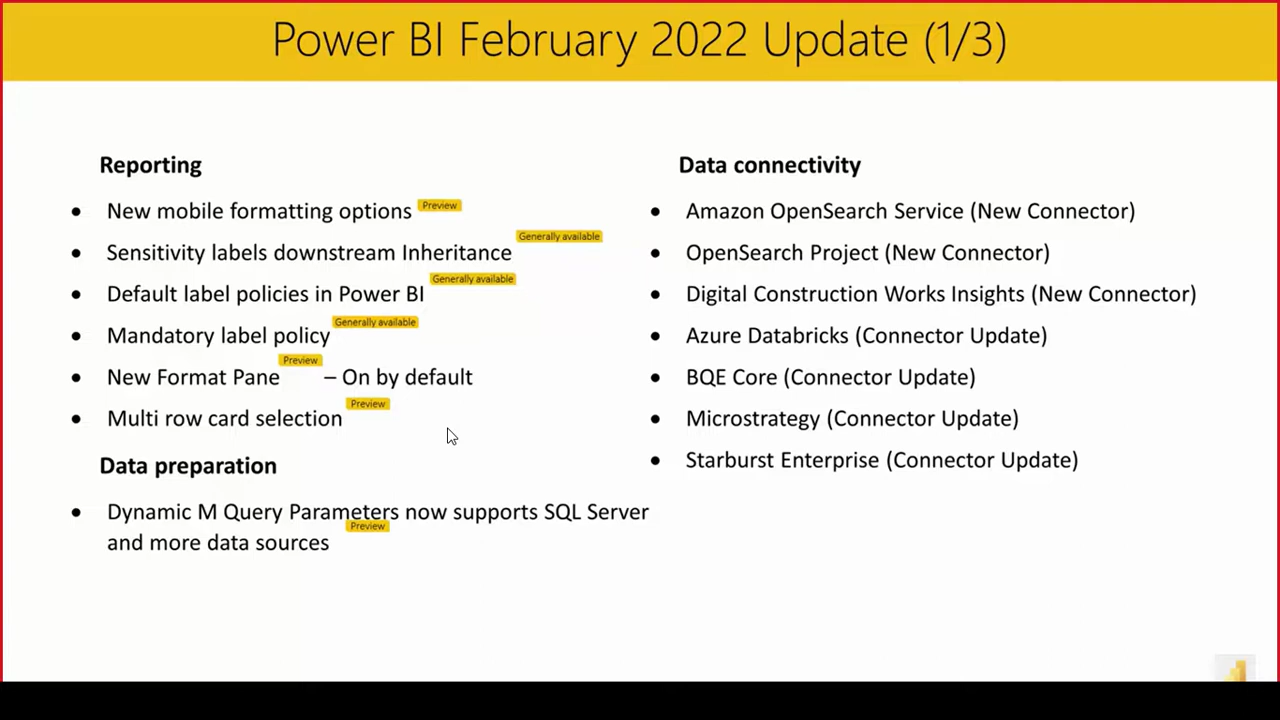 Power BI February 2022 Update (1/3)
Reporting
New mobile formatting options Preview
Sensitivity labels downstream Inheritance Generally available
Default label policies in Power BI Generally available
Mandatory label policy Generally available
New Format Pane Preview – On by default
Multi row card selection Preview
Data preparation
Dynamic M Query Parameters now supports SQL Server
and more data sources Preview
Data connectivity
Amazon OpenSearch Service (New Connector)
OpenSearch Project (New Connector)
Digital Construction Works Insights (New Connector)
Azure Databricks (Connector Update)
BQE Core (Connector Update)
Microstrategy (Connector Update)
Starburst Enterprise (Connector Update)